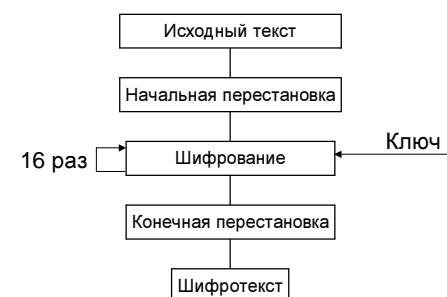 Исходный текст
Начальная перестановка
Ключ
16 раз
Шифрование
Конечная перестановка
Шифротекст